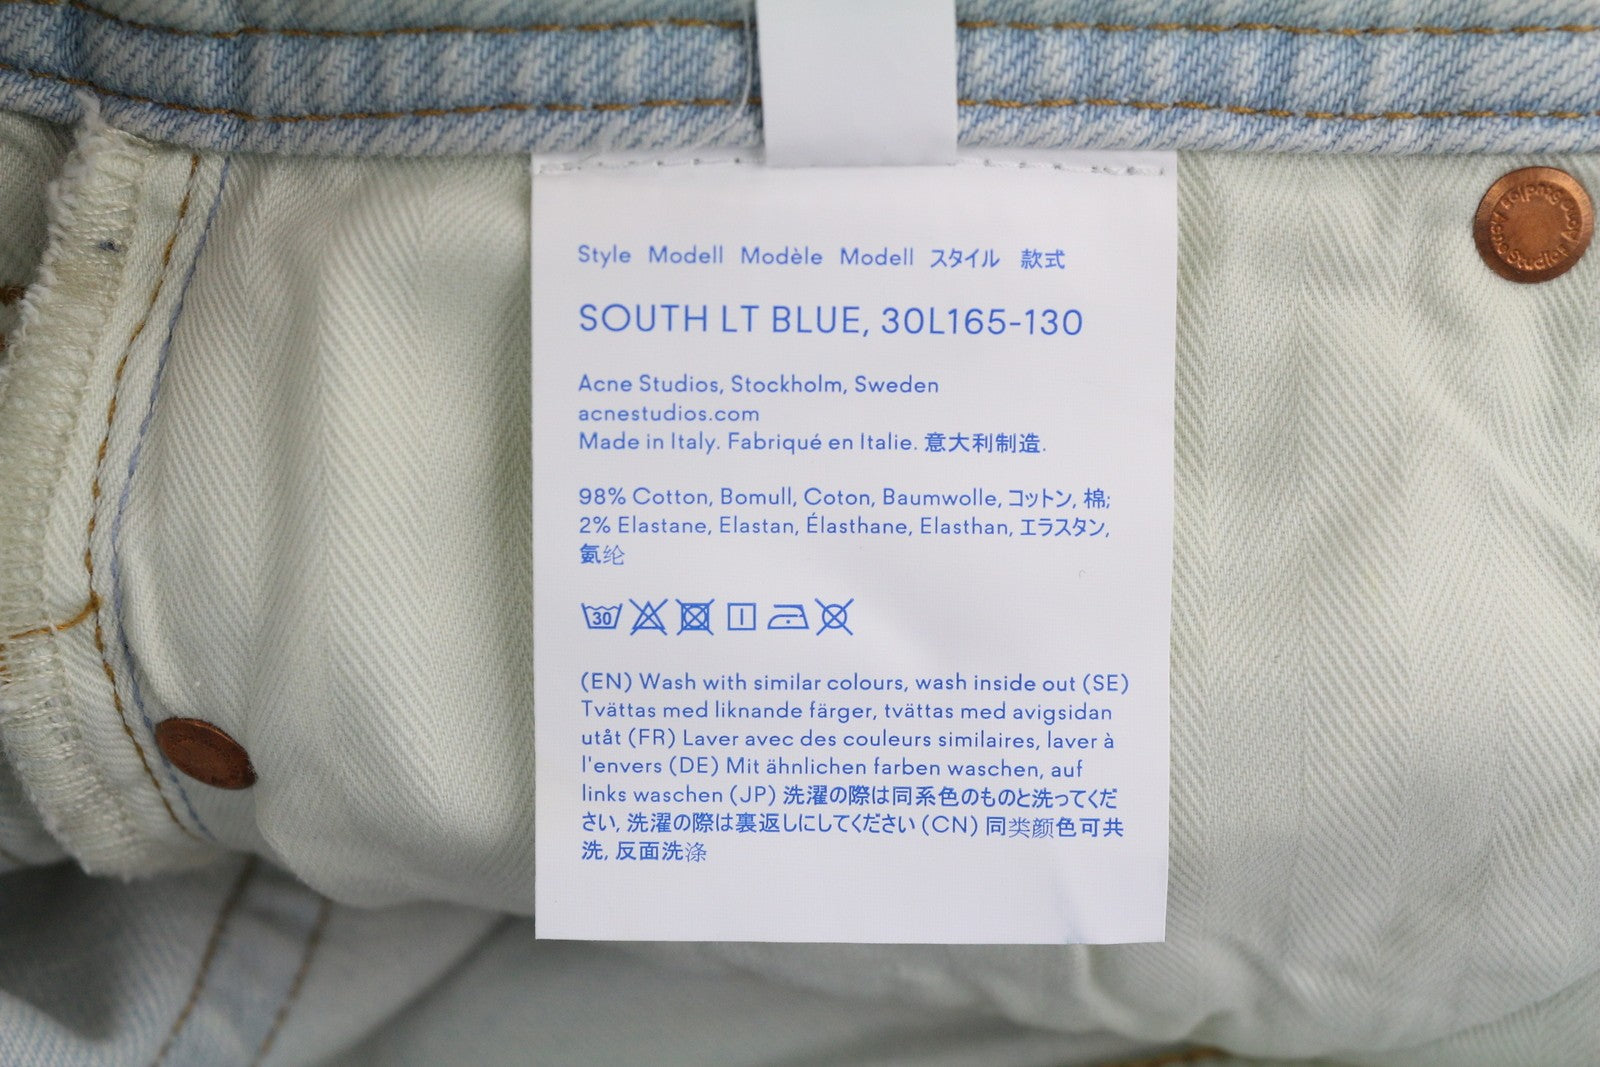 Style Modell Modèle Modell スタイル 款式
SOUTH LT BLUE, 30L165-130
Acne Studios, Stockholm, Sweden
acnestudios.com
Made in Italy. Fabriqué en Italie. 意大利制造.
98% Cotton, Bomull, Coton, Baumwolle, コットン, 棉;
2% Elastane, Elastan, Élasthane, Elasthan, エラスタン,
氨纶
30
(EN) Wash with similar colours, wash inside out (SE)
Tvättas med liknande färger, tvättas med avigsidan
utåt (FR) Laver avec des couleurs similaires, laver à
l'envers (DE) Mit ähnlichen farben waschen, auf
links waschen (JP) 洗濯の際は同系色のものと洗ってくだ
さい, 洗濯の際は裏返しにしてください (CN) 同类颜色可共
洗, 反面洗涤